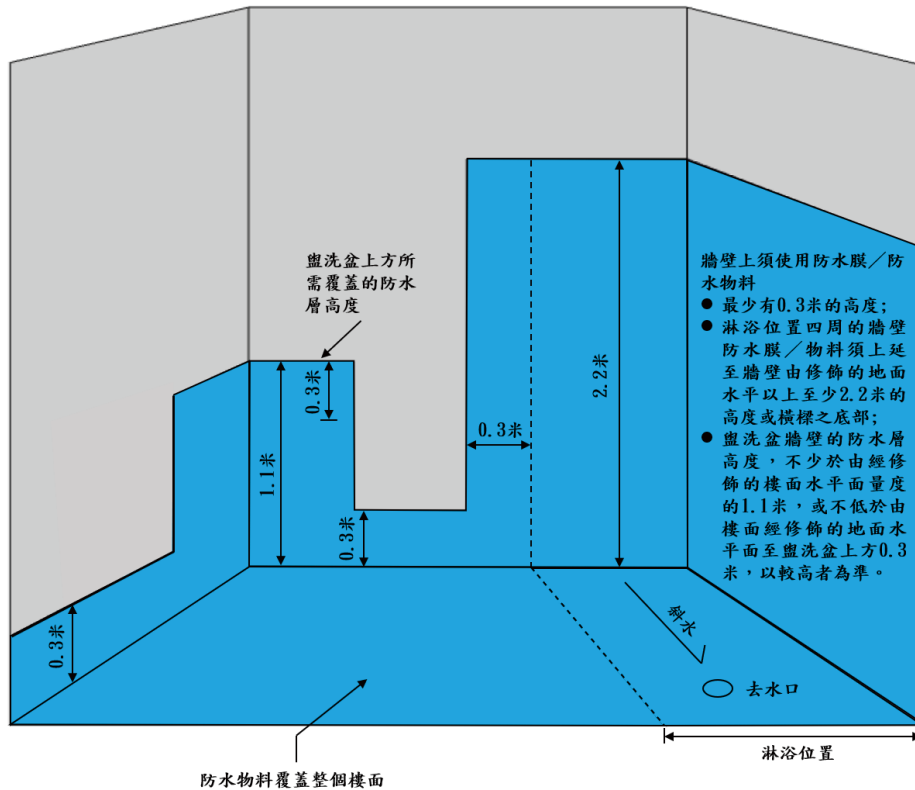 盥洗盆上方所
需覆蓋的防水
層高度
牆壁上須使用防水膜／防
水物料
● 最少有0.3米的高度;
● 淋浴位置四周的牆壁
防水膜／物料須上延
至牆壁由修飾的地面
水平以上至少2.2米的
高度或橫樑之底部;
● 盥洗盆牆壁的防水層
高度，不少於由經修
飾的樓面水平面量度
的1.1米，或不低於由
樓面經修飾的地面水
平面至盥洗盆上方0.3
米，以較高者為準。
0.3米
2.2米
0.3米
1.1米
0.3米
0.3米
斜水
去水口
淋浴位置
防水物料覆蓋整個樓面